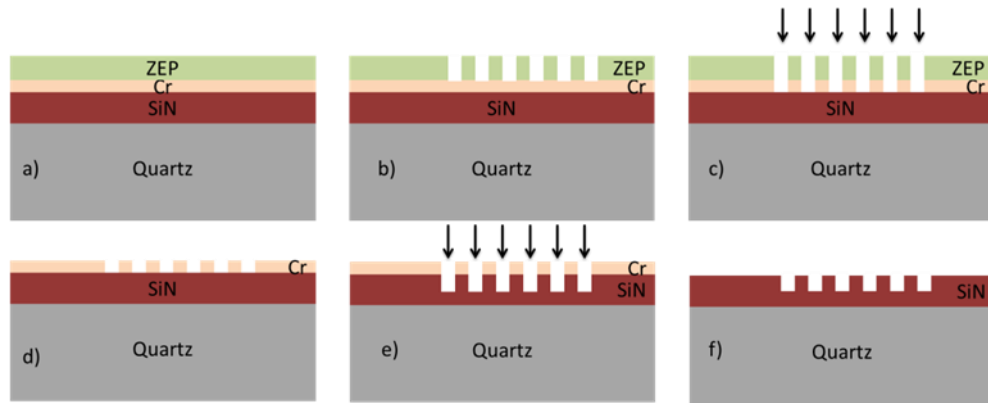 ZEP
Cr
SiN
a) Quartz
ZEP
Cr
SiN
b) Quartz
ZEP
Cr
SiN
c) Quartz
Cr
SiN
d) Quartz
Cr
SiN
e) Quartz
SiN
f) Quartz